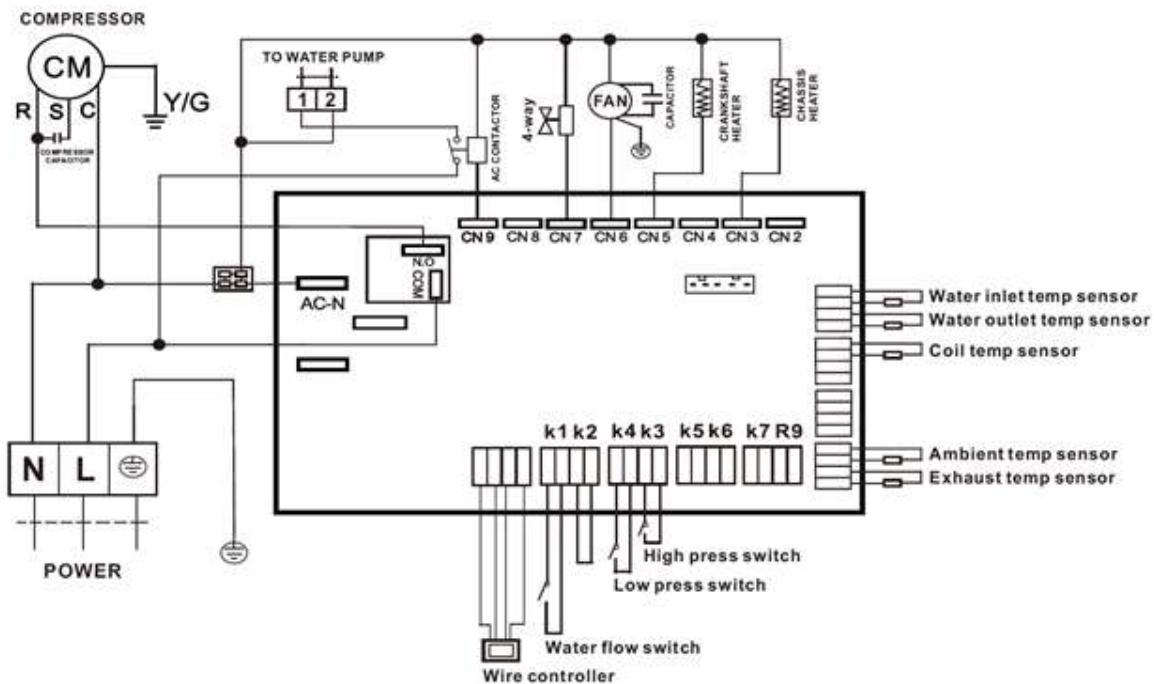 COMPRESSOR
CM
R S C
Y/G
COMPRESSOR
CAPACITOR
TO WATER PUMP
1 2
AC CONTACTOR
4-way
FAN
CAPACITOR
CRANKSHAFT
HEATER
CHASSIS
HEATER
CN9 CN8 CN7 CN6 CN5 CN4 CN3 CN2
N.O
COM
AC-N
Water inlet temp sensor
Water outlet temp sensor
Coil temp sensor
Ambient temp sensor
Exhaust temp sensor
k1 k2 k4 k3 k5 k6 k7 R9
N L
POWER
High press switch
Low press switch
Water flow switch
Wire controller